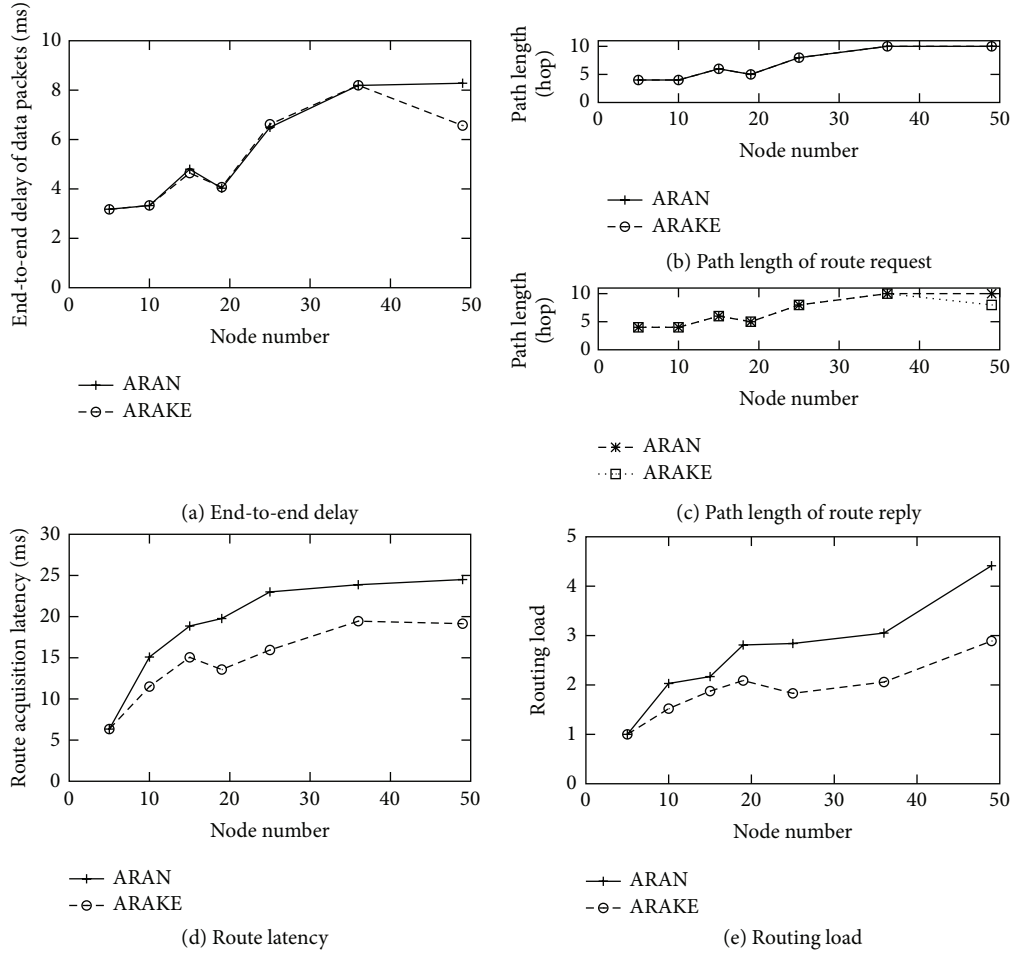 End-to-end delay of data packets (ms)
10
8
6
4
2
0
0 10 20 30 40 50
Node number
ARAN
ARAKE
(a) End-to-end delay
Path length
(hop)
10
5
0
0 10 20 30 40 50
Node number
ARAN
ARAKE
(b) Path length of route request
Path length
(hop)
10
5
0
0 10 20 30 40 50
Node number
ARAN
ARAKE
(c) Path length of route reply
Route acquisition latency (ms)
30
25
20
15
10
5
0
0 10 20 30 40 50
Node number
ARAN
ARAKE
(d) Route latency
Routing load
5
4
3
2
1
0
0 10 20 30 40 50
Node number
ARAN
ARAKE
(e) Routing load